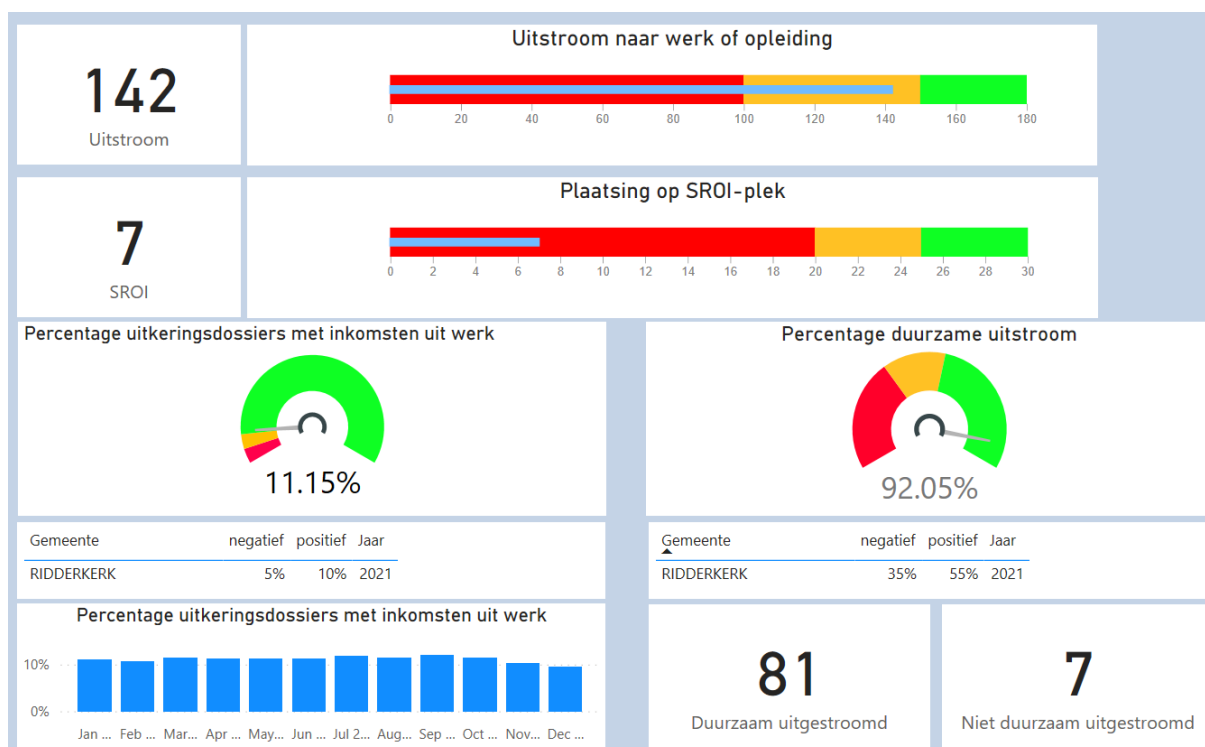 142
Uitstroom
Uitstroom naar werk of opleiding
0 20 40 60 80 100 120 140 160 180
7
SROI
Plaatsing op SROI-plek
0 2 4 6 8 10 12 14 16 18 20 22 24 26 28 30
Percentage uitkeringsdossiers met inkomsten uit werk
11.15%
Percentage duurzame uitstroom
92.05%
Gemeente negatief positief Jaar
RIDDERKERK 5% 10% 2021
Gemeente negatief positief Jaar
RIDDERKERK 35% 55% 2021
Percentage uitkeringsdossiers met inkomsten uit werk
10%
0%
Jan ... Feb ... Mar... Apr ... May... Jun ... Jul 2... Aug... Sep ... Oct ... Nov... Dec ...
81
Duurzaam uitgestroomd
7
Niet duurzaam uitgestroomd